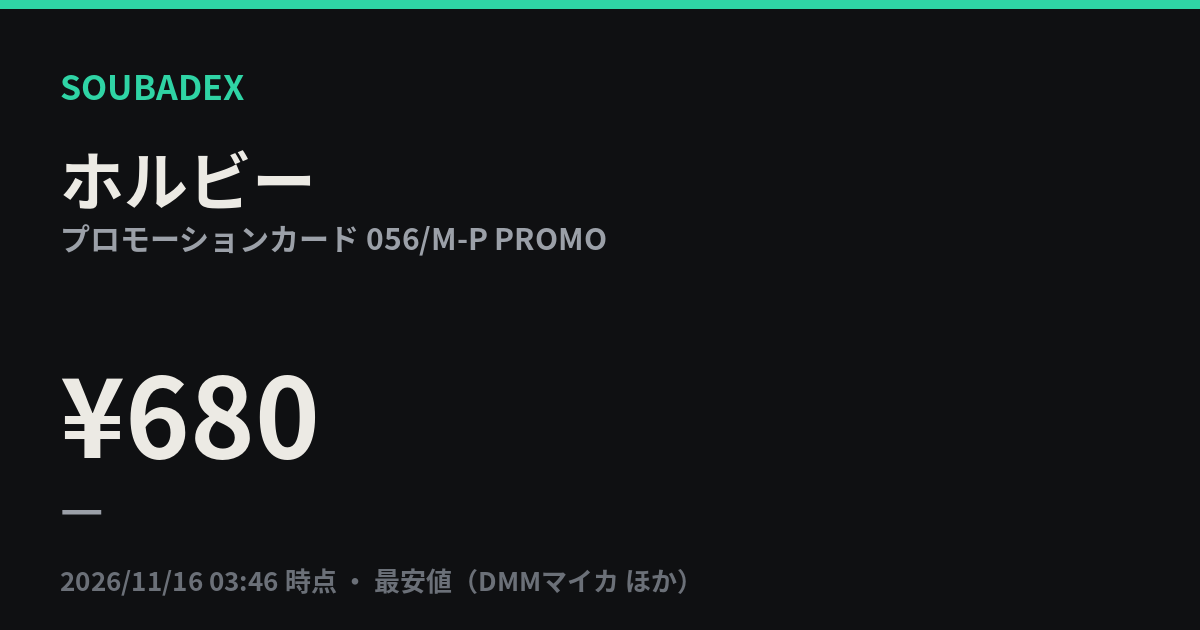 SOUBADEX
ホルビー
プロモーションカード 056/M-P PROMO
¥680
—
2026/11/16 03:46 時点 ・ 最安値（DMMマイカ ほか）